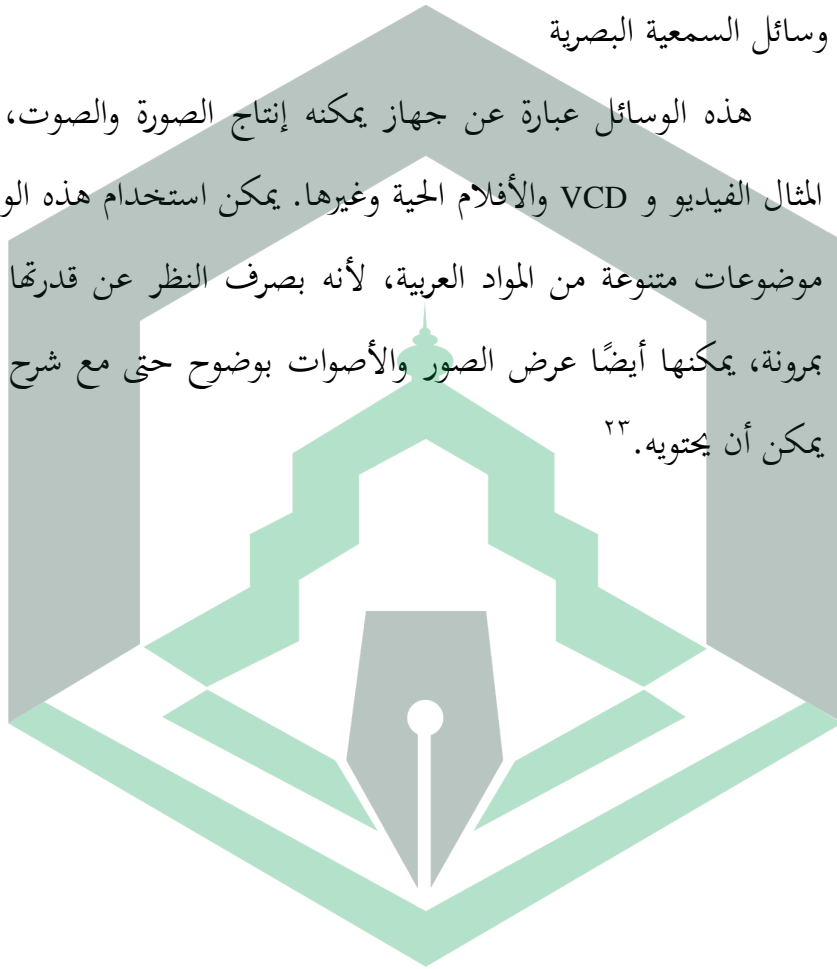 وسائل السمعية البصرية
هذه الوسائل عبارة عن جهاز يمكنه إنتاج الصورة والصوت،
المثال الفيديو و VCD والأفلام الحية وغيرها. يمكن استخدام هذه الو
موضوعات متنوعة من المواد العربية، لأنه بصرف النظر عن قدرتها
بمرونة، يمكنها أيضًا عرض الصور والأصوات بوضوح حتى مع شرح
يمكن أن يحتويه.٢٣